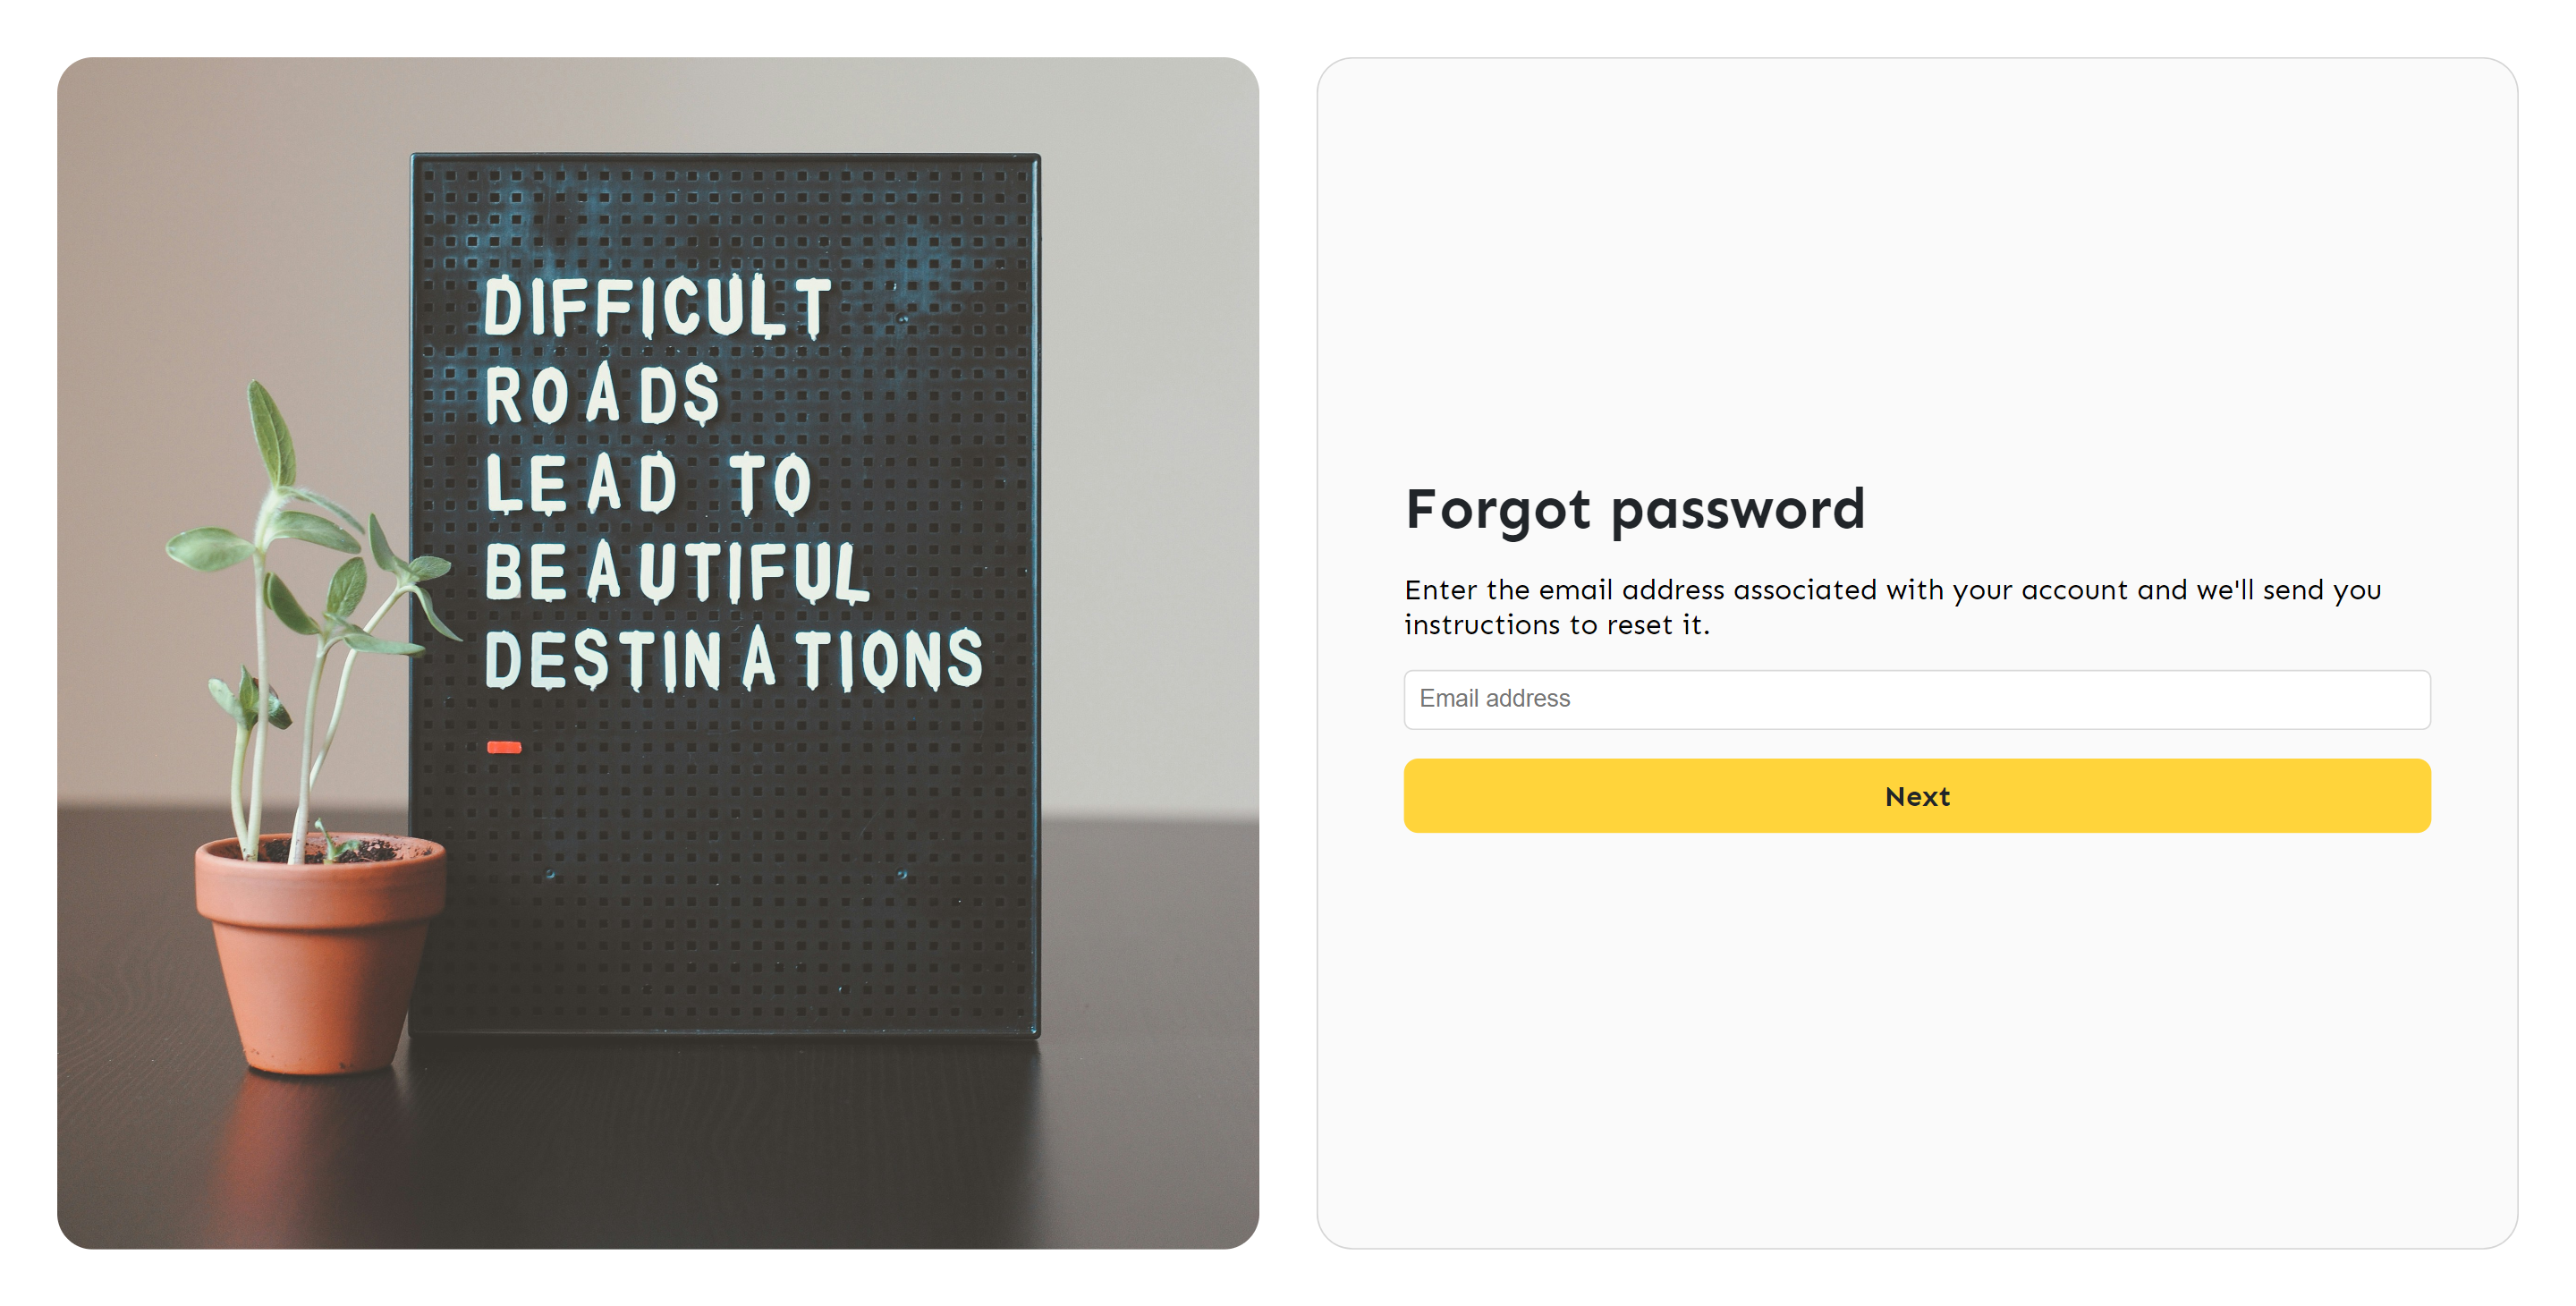 DIFFICULT
ROADS
LEAD TO
BEAUTIFUL
DESTINATIONS
Forgot password
Enter the email address associated with your account and we'll send you
instructions to reset it.
Email address
Next